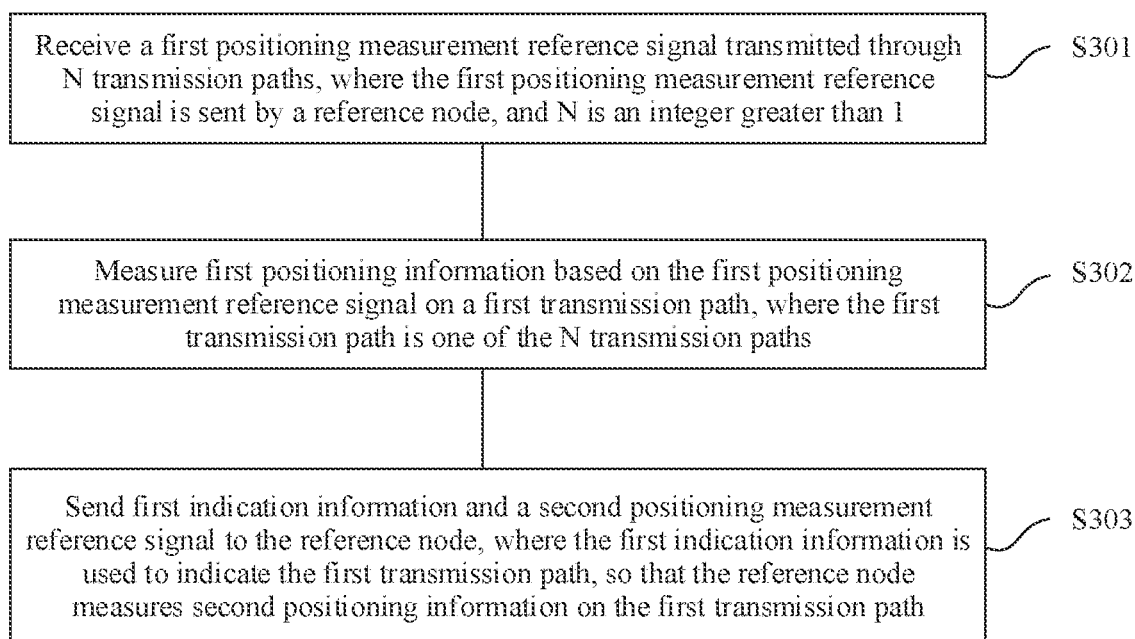 Receive a first positioning measurement reference signal transmitted through
N transmission paths, where the first positioning measurement reference
signal is sent by a reference node, and N is an integer greater than 1
S301
Measure first positioning information based on the first positioning
measurement reference signal on a first transmission path, where the first
transmission path is one of the N transmission paths
S302
Send first indication information and a second positioning measurement
reference signal to the reference node, where the first indication information is
used to indicate the first transmission path, so that the reference node
measures second positioning information on the first transmission path
S303